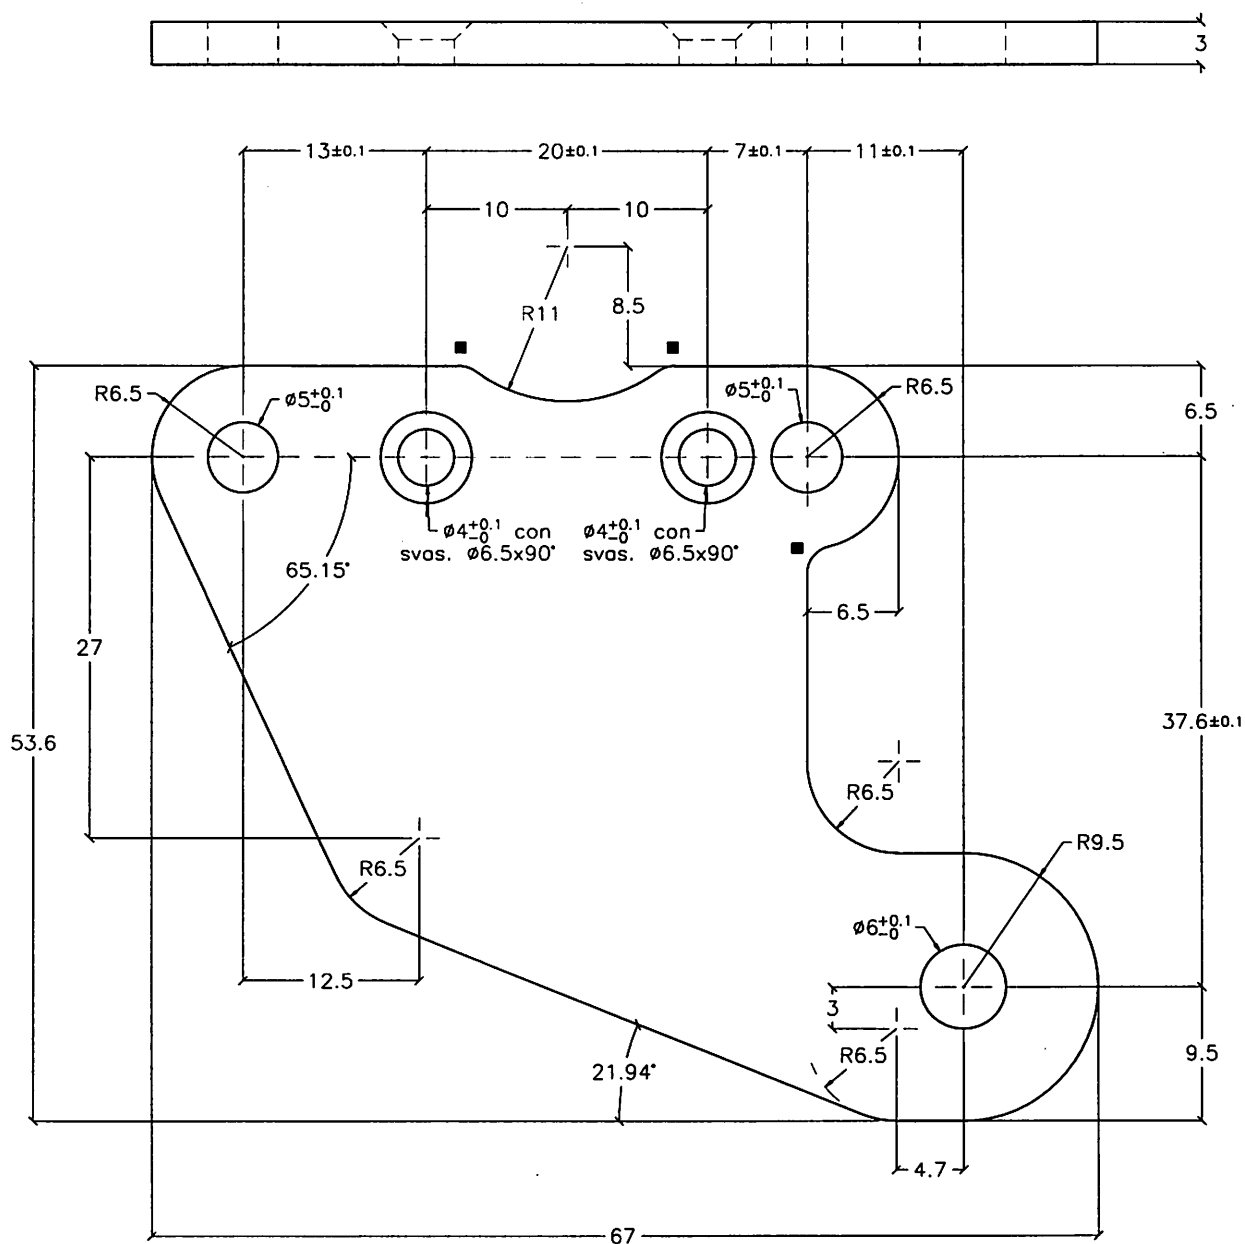 3
13±0.1
20±0.1
7±0.1
11±0.1
10
10
R11
8.5
R6.5
ø5+0.1-0
ø5+0.1-0
R6.5
6.5
ø4+0.1-0 con
svas. ø6.5x90°
ø4+0.1-0 con
svas. ø6.5x90°
65.15°
6.5
27
53.6
37.6±0.1
R6.5
R9.5
R6.5
ø6+0.1-0
12.5
3
R6.5
9.5
21.94°
4.7
67